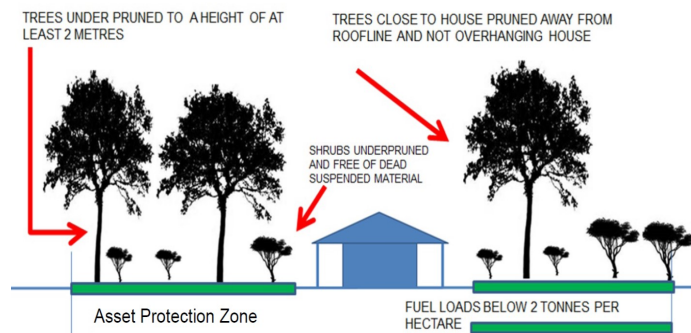 TREES UNDER PRUNED TO A HEIGHT OF AT
LEAST 2 METRES
TREES CLOSE TO HOUSE PRUNED AWAY FROM
ROOFLINE AND NOT OVERHANGING HOUSE
SHRUBS UNDERPRUNED
AND FREE OF DEAD
SUSPENDED MATERIAL
Asset Protection Zone
FUEL LOADS BELOW 2 TONNES PER
HECTARE